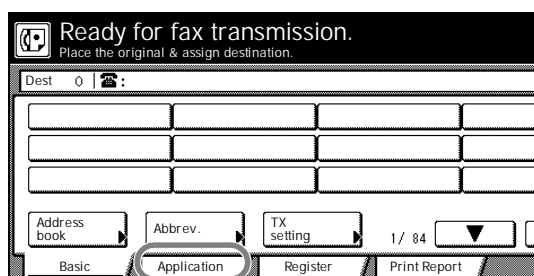 Ready for fax transmission.
Place the original & assign destination.
Dest 0 ☎:
Address book
Abbrev.
TX setting
1/ 84
Basic
Application
Register
Print Report